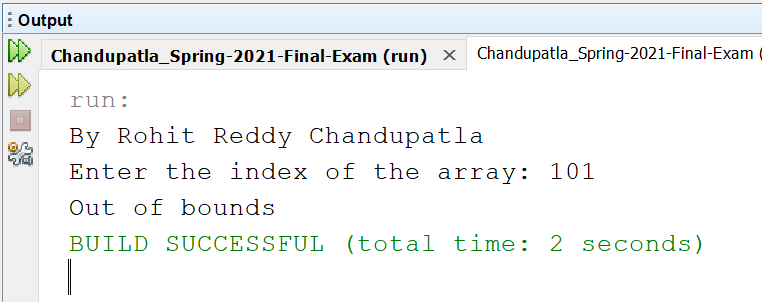 Output
Chandupatla_Spring-2021-Final-Exam (run)
Chandupatla_Spring-2021-Final-Exam (
run:
By Rohit Reddy Chandupatla
Enter the index of the array: 101
Out of bounds
BUILD SUCCESSFUL (total time: 2 seconds)